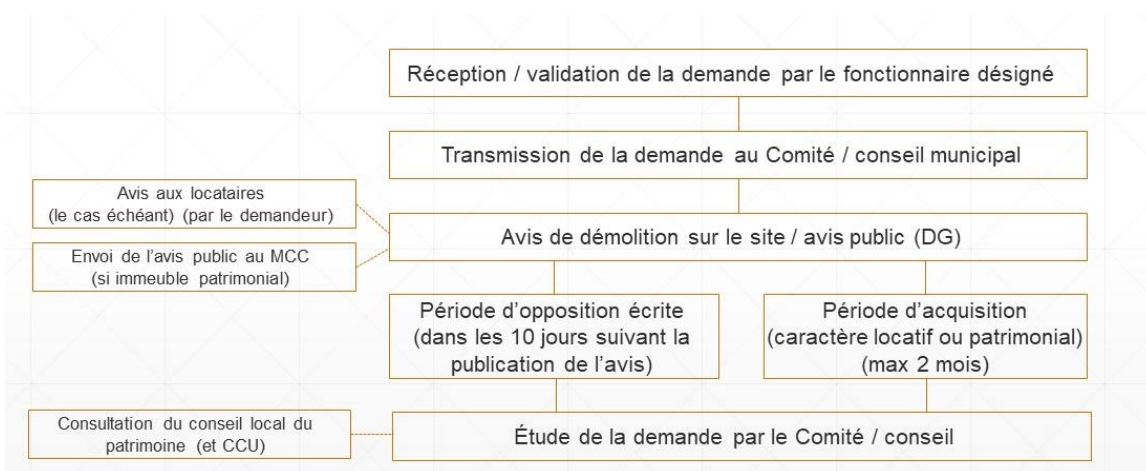 Réception / validation de la demande par le fonctionnaire désigné
Transmission de la demande au Comité / conseil municipal
Avis aux locataires
(le cas échéant) (par le demandeur)
Envoi de l'avis public au MCC
(si immeuble patrimonial)
Avis de démolition sur le site / avis public (DG)
Période d'opposition écrite
(dans les 10 jours suivant la
publication de l'avis)
Période d'acquisition
(caractère locatif ou patrimonial)
(max 2 mois)
Consultation du conseil local du
patrimoine (et CCU)
Étude de la demande par le Comité / conseil